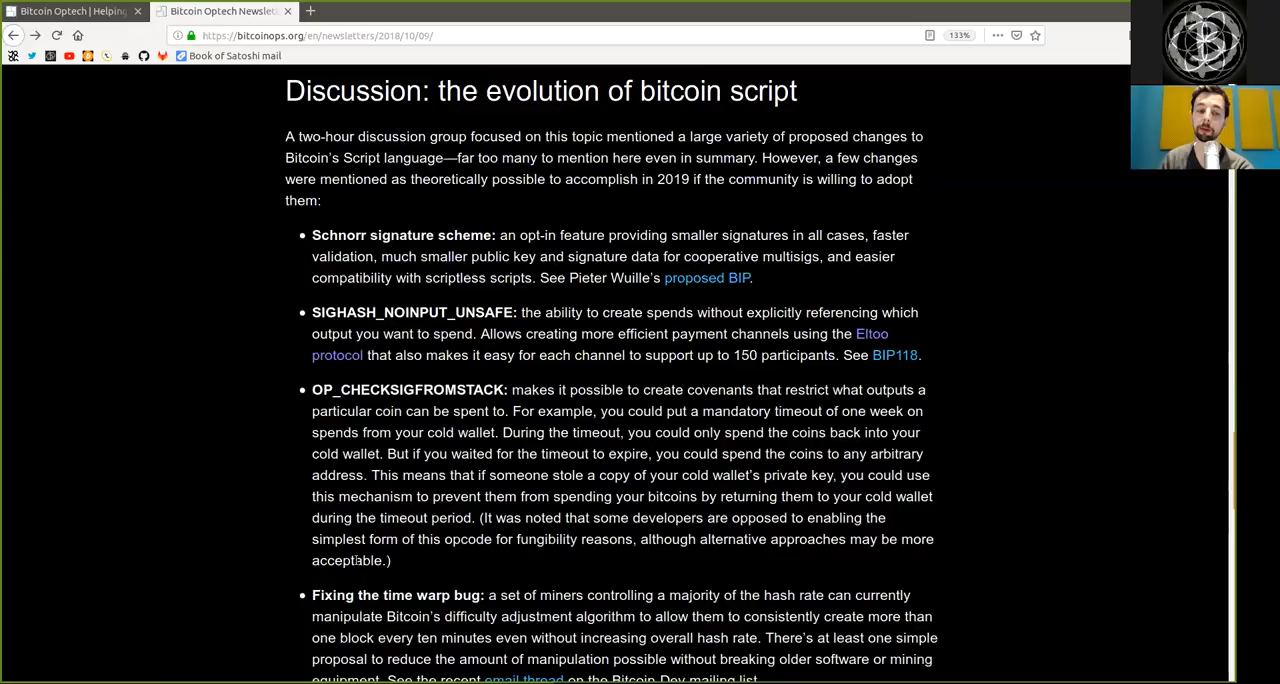 Bitcoin Optech | Helping
Bitcoin Optech Newslet
https://bitcoinops.org/en/newsletters/2018/10/09/
133%
Book of Satoshi mail
Discussion: the evolution of bitcoin script
A two-hour discussion group focused on this topic mentioned a large variety of proposed changes to
Bitcoin's Script language—far too many to mention here even in summary. However, a few changes
were mentioned as theoretically possible to accomplish in 2019 if the community is willing to adopt
them:
• Schnorr signature scheme: an opt-in feature providing smaller signatures in all cases, faster
validation, much smaller public key and signature data for cooperative multisigs, and easier
compatibility with scriptless scripts. See Pieter Wuille's proposed BIP.
• SIGHASH_NOINPUT_UNSAFE: the ability to create spends without explicitly referencing which
output you want to spend. Allows creating more efficient payment channels using the Eltoo
protocol that also makes it easy for each channel to support up to 150 participants. See BIP118.
• OP_CHECKSIGFROMSTACK: makes it possible to create covenants that restrict what outputs a
particular coin can be spent to. For example, you could put a mandatory timeout of one week on
spends from your cold wallet. During the timeout, you could only spend the coins back into your
cold wallet. But if you waited for the timeout to expire, you could spend the coins to any arbitrary
address. This means that if someone stole a copy of your cold wallet's private key, you could use
this mechanism to prevent them from spending your bitcoins by returning them to your cold wallet
during the timeout period. (It was noted that some developers are opposed to enabling the
simplest form of this opcode for fungibility reasons, although alternative approaches may be more
acceptable.)
• Fixing the time warp bug: a set of miners controlling a majority of the hash rate can currently
manipulate Bitcoin's difficulty adjustment algorithm to allow them to consistently create more than
one block every ten minutes even without increasing overall hash rate. There's at least one simple
proposal to reduce the amount of manipulation possible without breaking older software or mining
equipment. See the recent email thread on the Bitcoin-Dev mailing list.